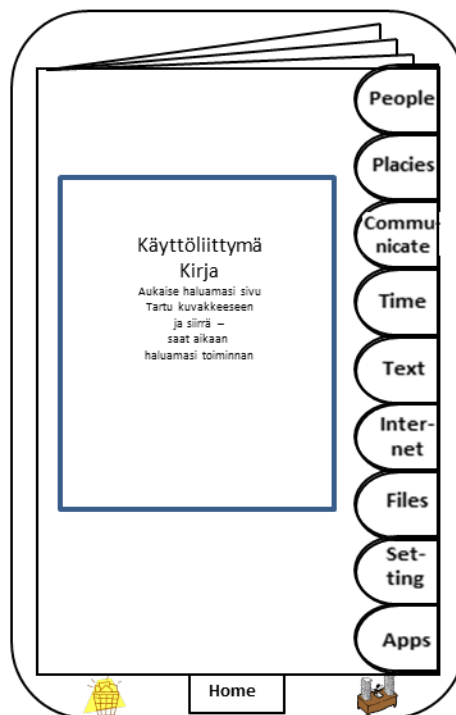 People
Placies
Commu-
nicate
Time
Text
Inter-
net
Files
Set-
ting
Apps
Käyttöliittymä
Kirja
Aukaise haluamasi sivu
Tartu kuvakkeeseen
ja siirrä –
saat aikaan
haluamasi toiminnan
Home